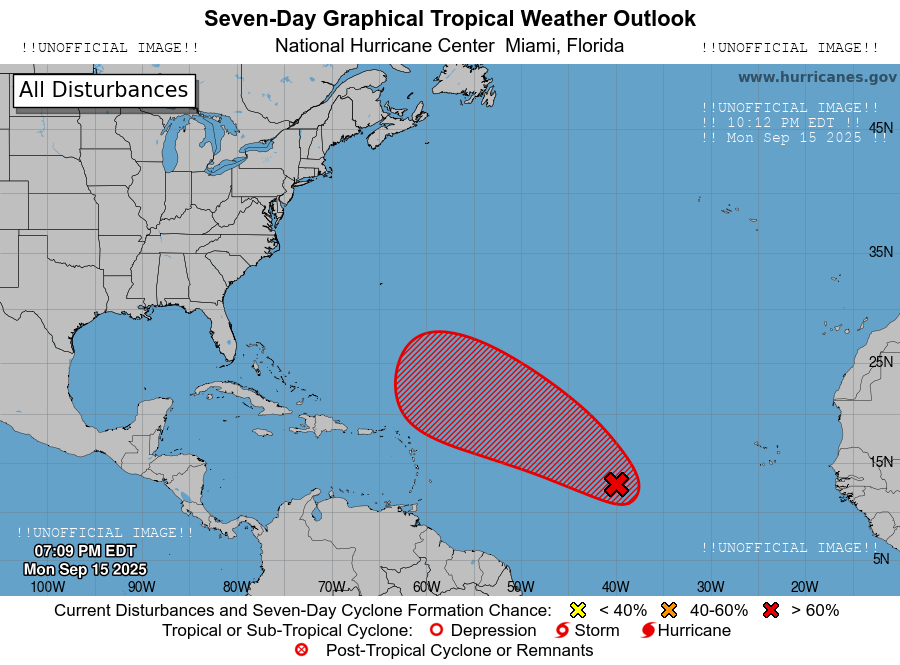 Seven-Day Graphical Tropical Weather Outlook
National Hurricane Center Miami, Florida
!!UNOFFICIAL IMAGE!!
!!UNOFFICIAL IMAGE!!
All Disturbances
www.hurricanes.gov
!!UNOFFICIAL IMAGE!!
!! 10:12 PM EDT !!
!! Mon Sep 15 2025 !!
45N
35N
25N
15N
5N
!!UNOFFICIAL IMAGE!!
07:09 PM EDT
Mon Sep 15 2025
!!UNOFFICIAL IMAGE!!
100W 90W 80W 70W 60W 50W 40W 30W 20W
Current Disturbances and Seven-Day Cyclone Formation Chance: < 40% 40-60% > 60%
Tropical or Sub-Tropical Cyclone: Depression Storm Hurricane
Post-Tropical Cyclone or Remnants